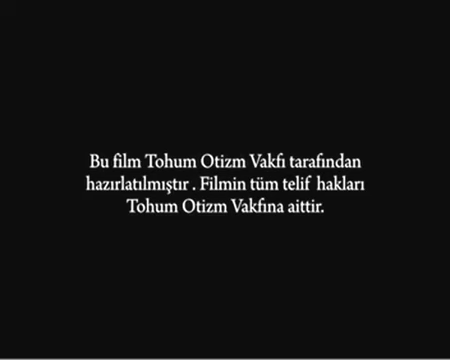 Bu film Tohum Otizm Vakfı tarafından
hazırlatılmıştır . Filmin tüm telif hakları
Tohum Otizm Vakfına aittir.